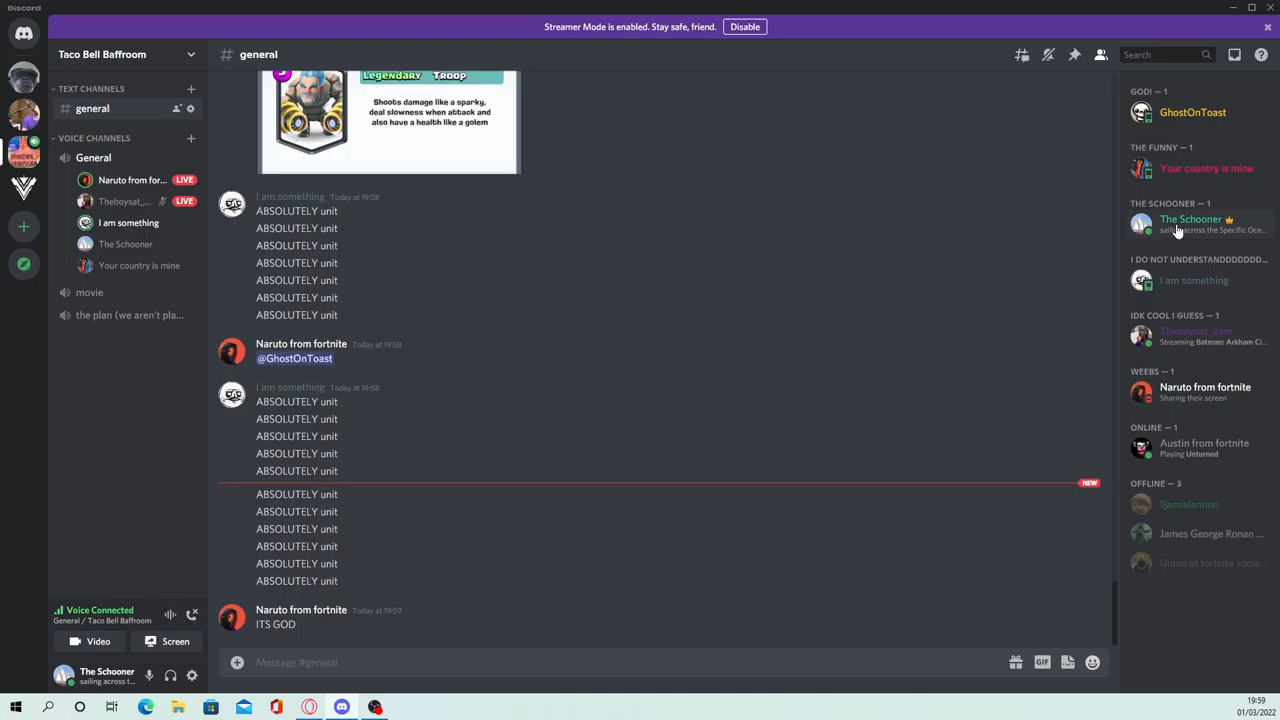 Discord
Streamer Mode is enabled. Stay safe, friend.
Disable
Taco Bell Baffroom
TEXT CHANNELS
general
VOICE CHANNELS
General
Naruto from for...
LIVE
Theboysat_...
LIVE
I am something
The Schooner
Your country is mine
movie
the plan (we aren't pla...
Voice Connected
General / Taco Bell Baffroom
Video
Screen
The Schooner
sailing across t...
# general
Search
Legendary Troop
Shoots damage like a sparky,
deal slowness when attack and
also have a health like golem
I am something Today at 19:58
ABSOLUTELY unit
ABSOLUTELY unit
ABSOLUTELY unit
ABSOLUTELY unit
ABSOLUTELY unit
ABSOLUTELY unit
ABSOLUTELY unit
Naruto from fortnite Today at 19:58
@GhostOnToast
I am something Today at 19:58
ABSOLUTELY unit
ABSOLUTELY unit
ABSOLUTELY unit
ABSOLUTELY unit
ABSOLUTELY unit
NEW
ABSOLUTELY unit
ABSOLUTELY unit
ABSOLUTELY unit
ABSOLUTELY unit
ABSOLUTELY unit
ABSOLUTELY unit
Naruto from fortnite Today at 19:59
ITS GOD
Message #general
GIF
GOD! — 1
GhostOnToast
THE FUNNY — 1
Your country is mine
THE SCHOONER — 1
The Schooner
across the Specific Oce...
I DO NOT UNDERSTANDDDDDDD...
I am something
IDK COOL I GUESS — 1
Theboysat_2am
Streaming Batman: Arkham Ci...
WEEBS — 1
Naruto from fortnite
Sharing their screen
ONLINE — 1
Austin from fortnite
Playing Unturned
OFFLINE — 3
1jamielannon
James George Ronan ...
Union of fortnite socia...
19:59
01/03/2022